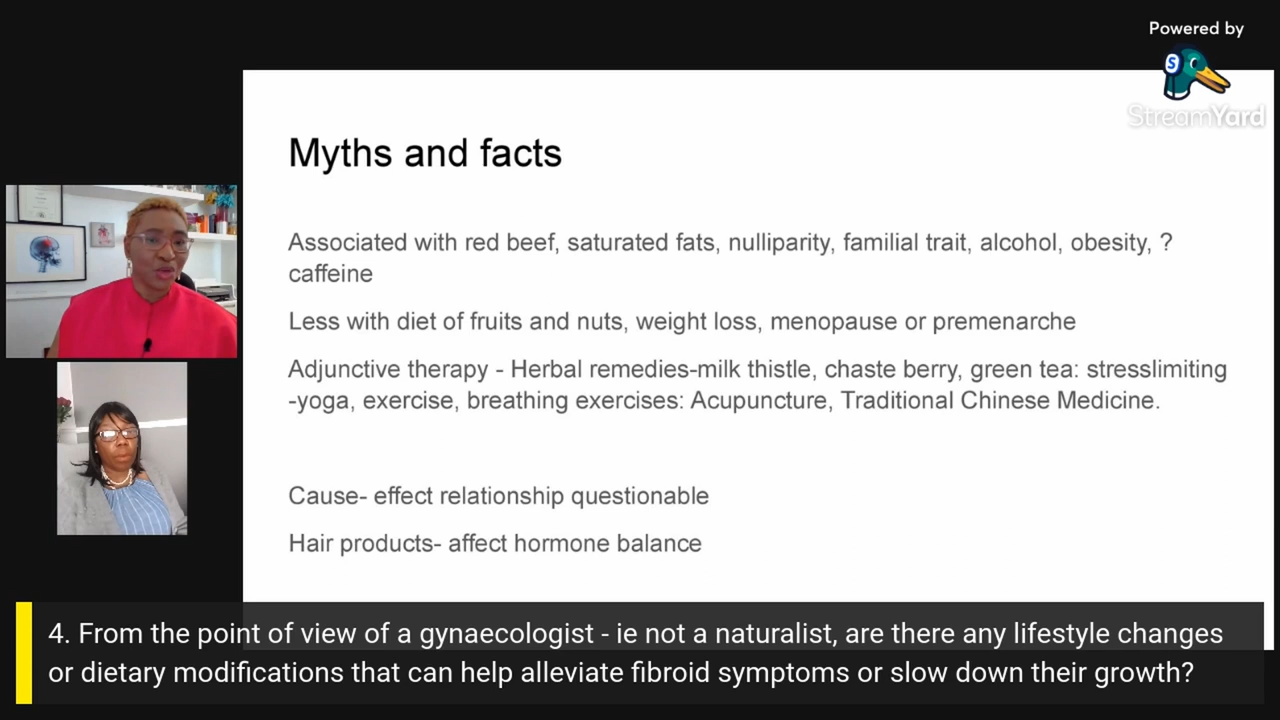 Powered by
StreamYard
Myths and facts
Associated with red beef, saturated fats, nulliparity, familial trait, alcohol, obesity, ?
caffeine
Less with diet of fruits and nuts, weight loss, menopause or premenarche
Adjunctive therapy - Herbal remedies-milk thistle, chaste berry, green tea: stresslimiting
-yoga, exercise, breathing exercises: Acupuncture, Traditional Chinese Medicine.
Cause- effect relationship questionable
Hair products- affect hormone balance
4. From the point of view of a gynaecologist - ie not a naturalist, are there any lifestyle changes
or dietary modifications that can help alleviate fibroid symptoms or slow down their growth?